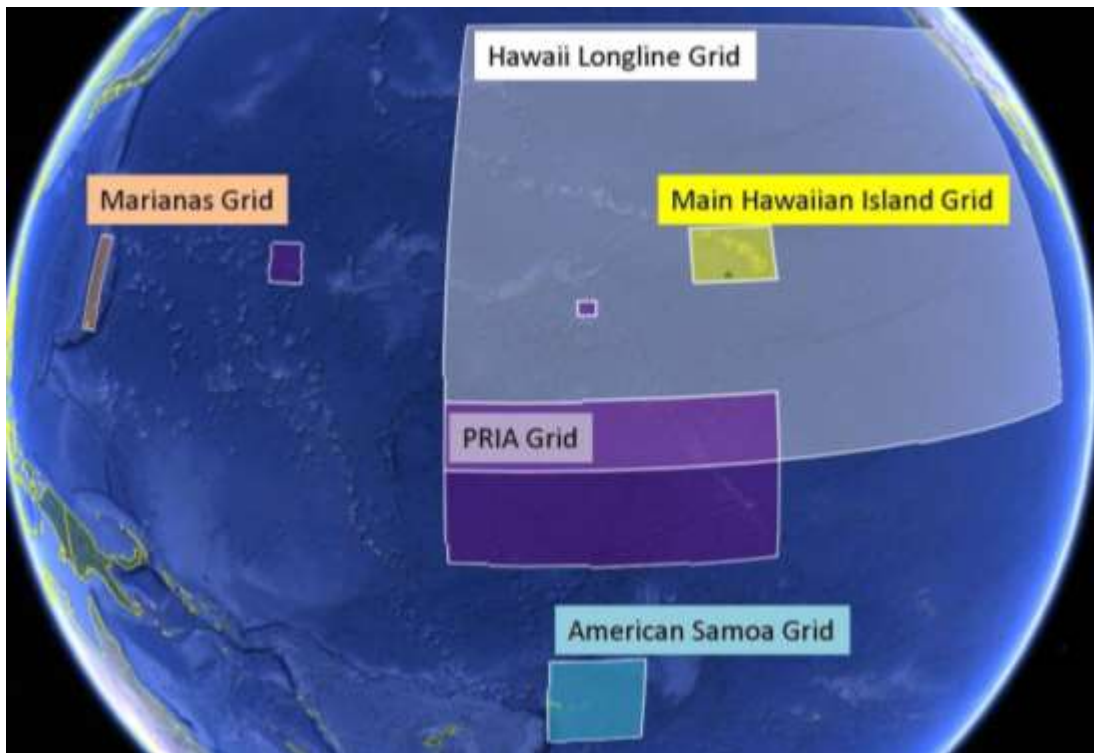 Hawaii Longline Grid
Marianas Grid
Main Hawaiian Island Grid
PRIA Grid
American Samoa Grid